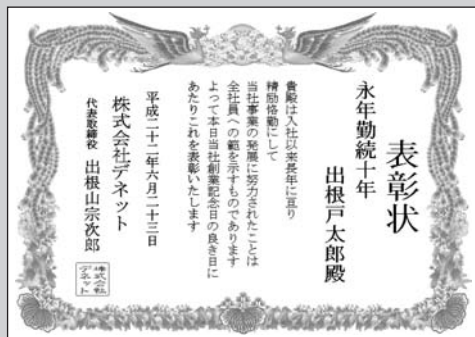 表彰状
永年勤続十年
出根戸太郎殿
貴殿は入社以来長年に亘り
精励恪勤にして
当社事業の発展に努力されたことは
全社員への範を示すものであります
よって本日当社創業記念日の良き日に
あたりこれを表彰いたします
平成二十二年六月二十三日
株式会社デネット
代表取締役 出根山宗次郎
株式会社
デネット